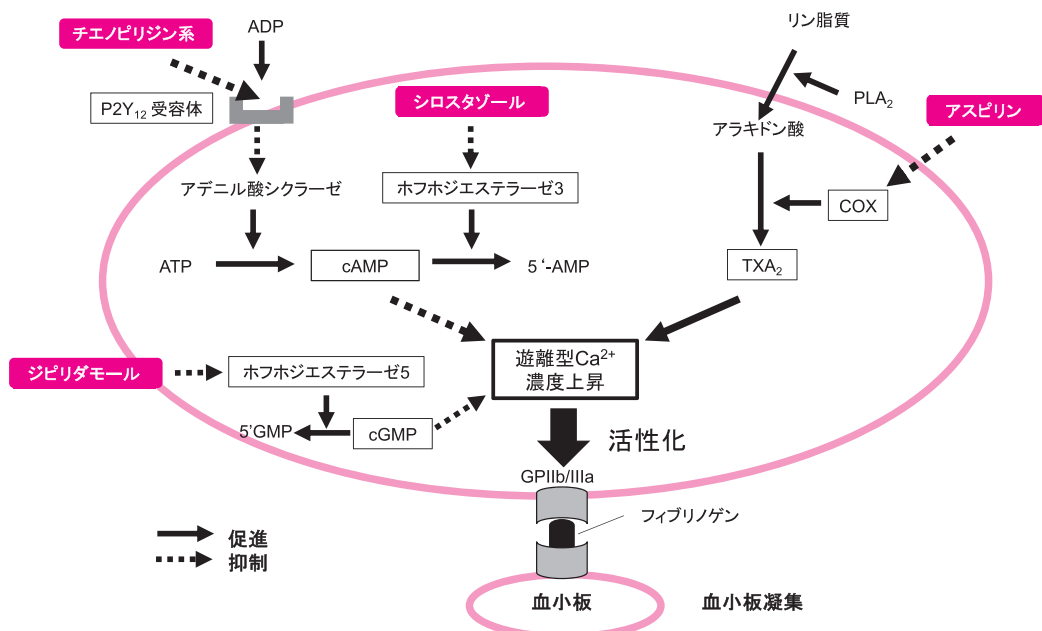 チエノピリジン系
ADP
リン脂質
P2Y12 受容体
シロスタゾール
PLA2
アスピリン
アラキドン酸
アデニル酸シクラーゼ
ホフホジエステラーゼ3
COX
ATP
cAMP
5‘-AMP
TXA2
遊離型Ca2+
濃度上昇
ジピリダモール
ホフホジエステラーゼ5
5’GMP
cGMP
活性化
GPIIb/IIIa
フィブリノゲン
促進
抑制
血小板
血小板凝集